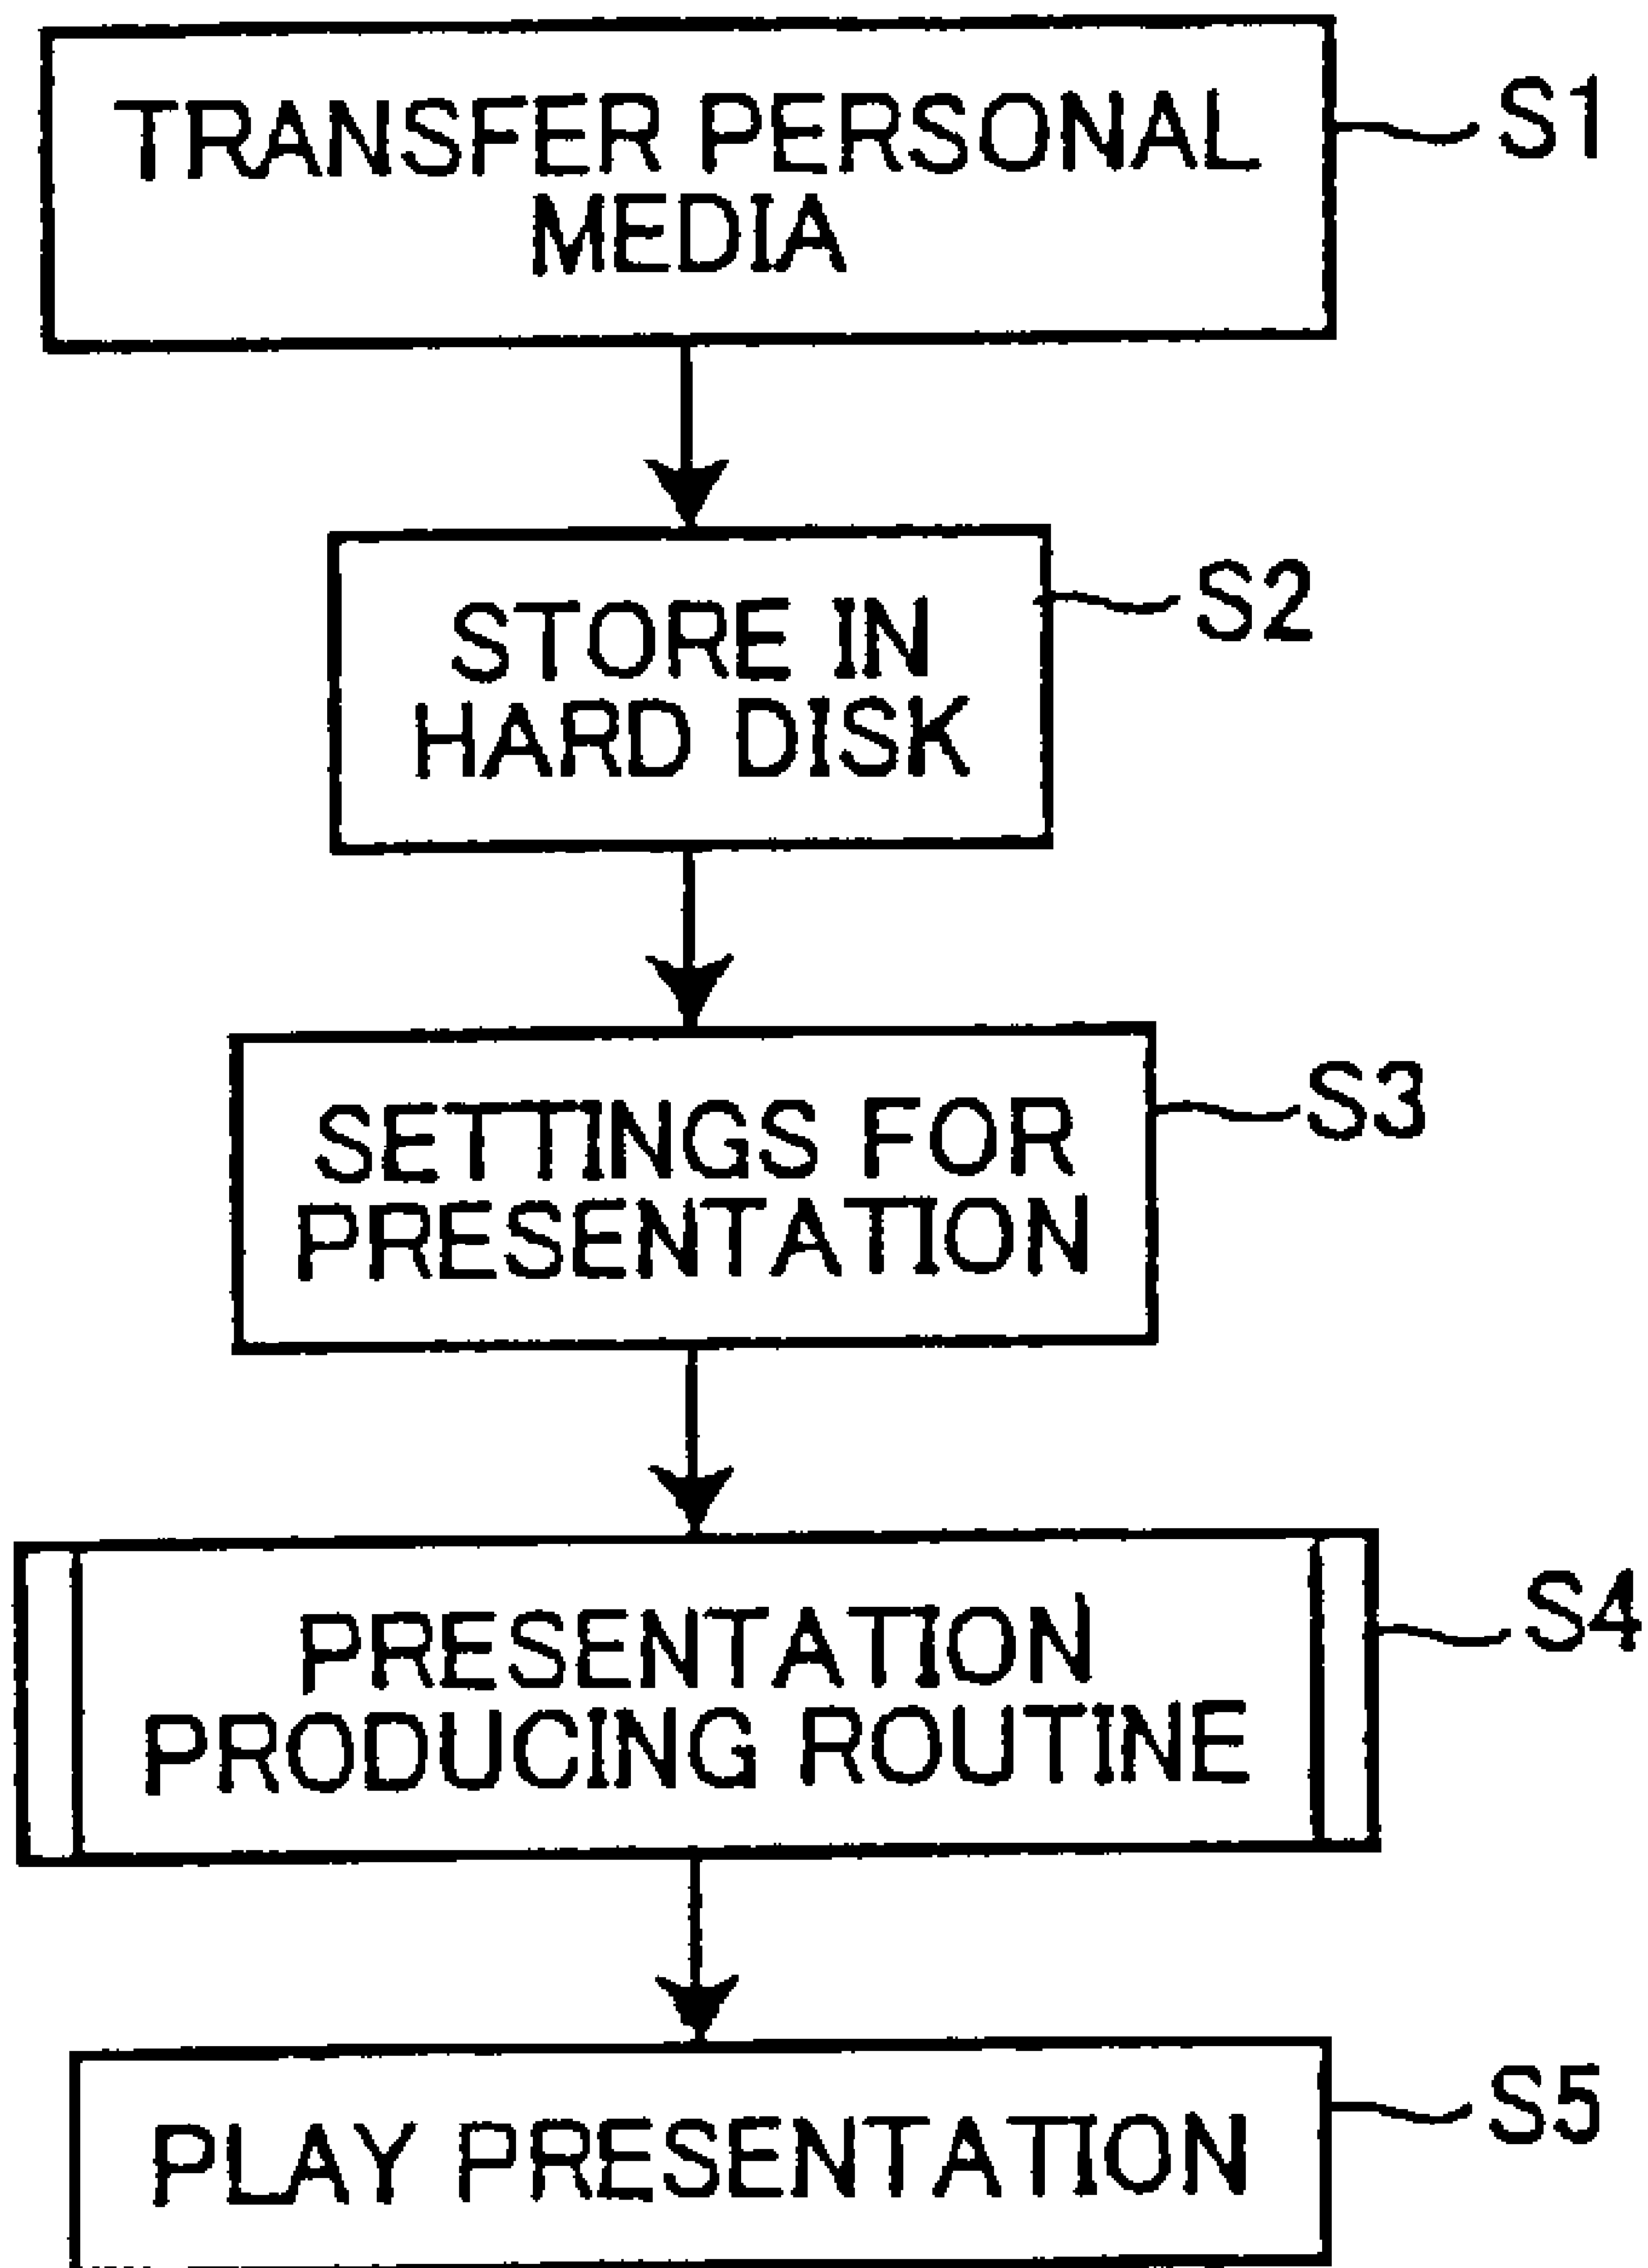 TRANSFER PERSONAL
MEDIA
S1
STORE IN
HARD DISK
S2
SETTINGS FOR
PRESENTATION
S3
PRESENTATION
PRODUCING ROUTINE
S4
PLAY PRESENTATION
S5